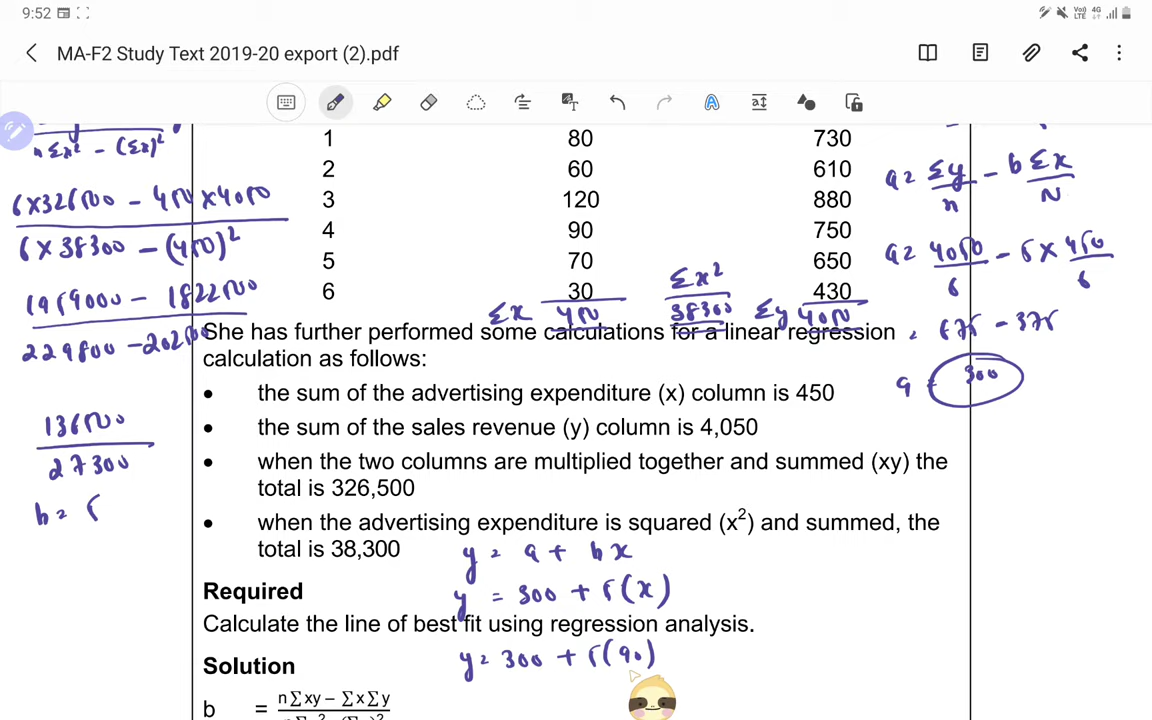 9:52
Vo)) 4G
LTE
MA-F2 Study Text 2019-20 export (2).pdf
nΣx² - (Σx)²
6×326500 - 450×4050
6×38300 - (450)²
1959000 - 1822500
229800 - 202500
136500
27300
b = 5
1 80 730
2 60 610
3 120 880
4 90 750
5 70 650
6 30 430
Σx 450 Σx² 38300 Σy 4050
a = Σy/n - bΣx/N
a = 4050/6 - 5 × 450/6
= 675 - 375
a = 300
She has further performed some calculations for a linear regression
calculation as follows:
• the sum of the advertising expenditure (x) column is 450
• the sum of the sales revenue (y) column is 4,050
• when the two columns are multiplied together and summed (xy) the
total is 326,500
• when the advertising expenditure is squared (x²) and summed, the
total is 38,300
y = a + bx
Required
y = 300 + 5(x)
Calculate the line of best fit using regression analysis.
y = 300 + 5(90)
Solution
b = n∑xy – ∑x∑y